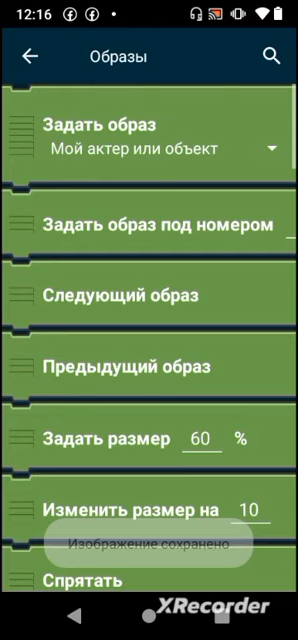 12:16
Образы
Задать образ
Мой актер или объект
Задать образ под номером
Следующий образ
Предыдущий образ
Задать размер 60 %
Изменить размер на 10
Изображение сохранено
Спрятать
XRecorder